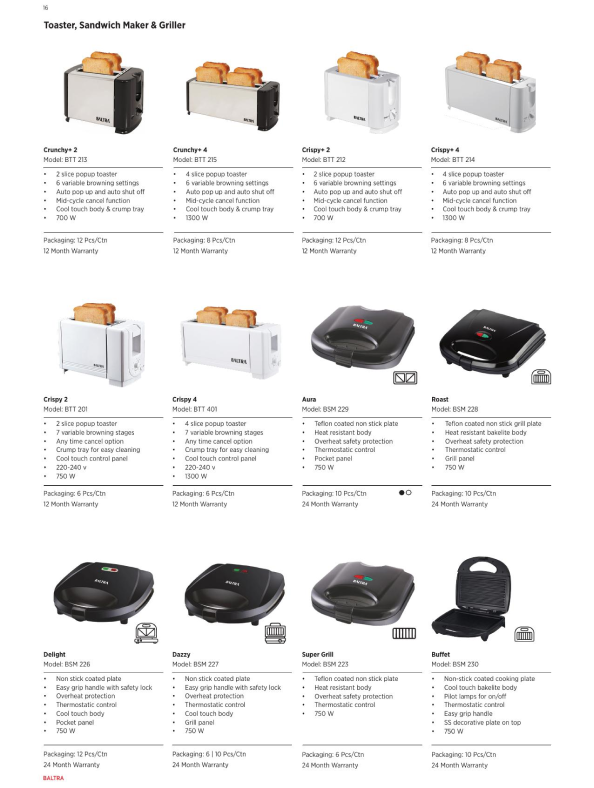 16
Toaster, Sandwich Maker & Griller
BALTRA
BALTRA
BALTRA
BALTRA
Crunchy+ 2
Model: BTT 213
• 2 slice popup toaster
• 6 variable browning settings
• Auto pop up and auto shut off
• Mid-cycle cancel function
• Cool touch body & crump tray
• 700 W
Packaging: 12 Pcs/Ctn
12 Month Warranty
Crunchy+ 4
Model: BTT 215
• 4 slice popup toaster
• 6 variable browning settings
• Auto pop up and auto shut off
• Mid-cycle cancel function
• Cool touch body & crump tray
• 1300 W
Packaging: 8 Pcs/Ctn
12 Month Warranty
Crispy+ 2
Model: BTT 212
• 2 slice popup toaster
• 6 variable browning settings
• Auto pop up and auto shut off
• Mid-cycle cancel function
• Cool touch body & crump tray
• 700 W
Packaging: 12 Pcs/Ctn
12 Month Warranty
Crispy+ 4
Model: BTT 214
• 4 slice popup toaster
• 6 variable browning settings
• Auto pop up and auto shut off
• Mid-cycle cancel function
• Cool touch body & crump tray
• 1300 W
Packaging: 8 Pcs/Ctn
12 Month Warranty
BALTRA
BALTRA
BALTRA
BALTRA
Crispy 2
Model: BTT 201
• 2 slice popup toaster
• 7 variable browning stages
• Any time cancel option
• Crump tray for easy cleaning
• Cool touch control panel
• 220-240 v
• 750 W
Packaging: 6 Pcs/Ctn
12 Month Warranty
Crispy 4
Model: BTT 401
• 4 slice popup toaster
• 7 variable browning stages
• Any time cancel option
• Crump tray for easy cleaning
• Cool touch control panel
• 220-240 v
• 1300 W
Packaging: 6 Pcs/Ctn
12 Month Warranty
Aura
Model: BSM 229
• Teflon coated non stick plate
• Heat resistant body
• Overheat safety protection
• Thermostatic control
• Pocket panel
• 750 W
Packaging: 10 Pcs/Ctn
24 Month Warranty
Roast
Model: BSM 228
• Teflon coated non stick grill plate
• Heat resistant bakelite body
• Overheat safety protection
• Thermostatic control
• Grill panel
• 750 W
Packaging: 10 Pcs/Ctn
24 Month Warranty
BALTRA
BALTRA
BALTRA
Delight
Model: BSM 226
• Non stick coated plate
• Easy grip handle with safety lock
• Overheat protection
• Thermostatic control
• Cool touch body
• Pocket panel
• 750 W
Packaging: 12 Pcs/Ctn
24 Month Warranty
Dazzy
Model: BSM 227
• Non stick coated plate
• Easy grip handle with safety lock
• Overheat protection
• Thermostatic control
• Cool touch body
• Grill panel
• 750 W
Packaging: 6 | 10 Pcs/Ctn
24 Month Warranty
Super Grill
Model: BSM 223
• Teflon coated non stick plate
• Heat resistant body
• Overheat safety protection
• Thermostatic control
• 750 W
Packaging: 6 Pcs/Ctn
24 Month Warranty
Buffet
Model: BSM 230
• Non-stick coated cooking plate
• Cool touch bakelite body
• Pilot lamps for on/off
• Thermostatic control
• Easy grip handle
• SS decorative plate on top
• 750 W
Packaging: 10 Pcs/Ctn
24 Month Warranty
BALTRA